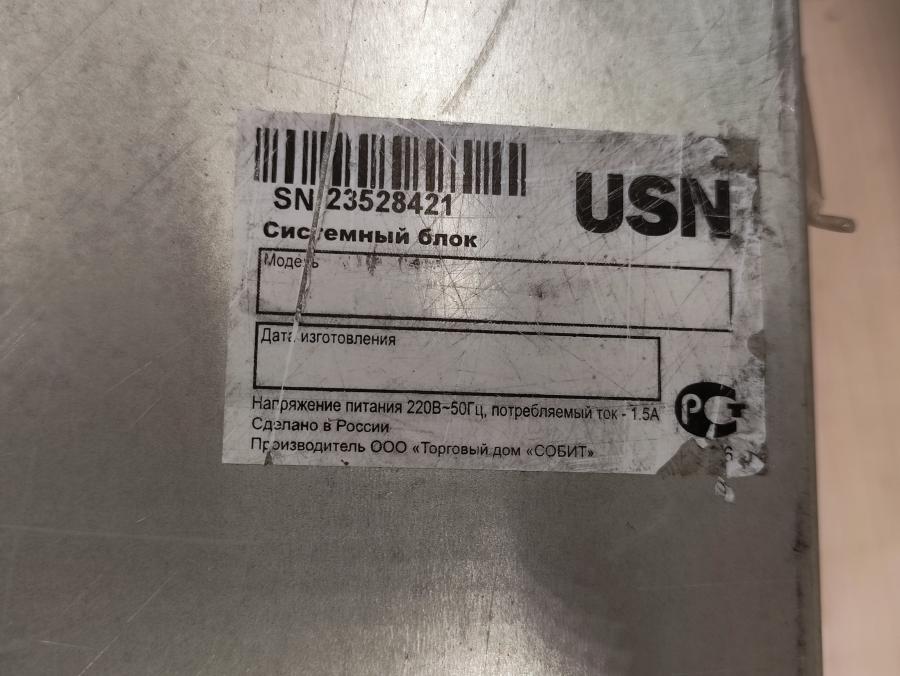 SN 23528421
USN
Системный блок
Модель
Дата изготовления
Напряжение питания 220В~50Гц, потребляемый ток - 1.5А
Сделано в России
Производитель ООО «Торговый дом «СОБИТ»
РСТ